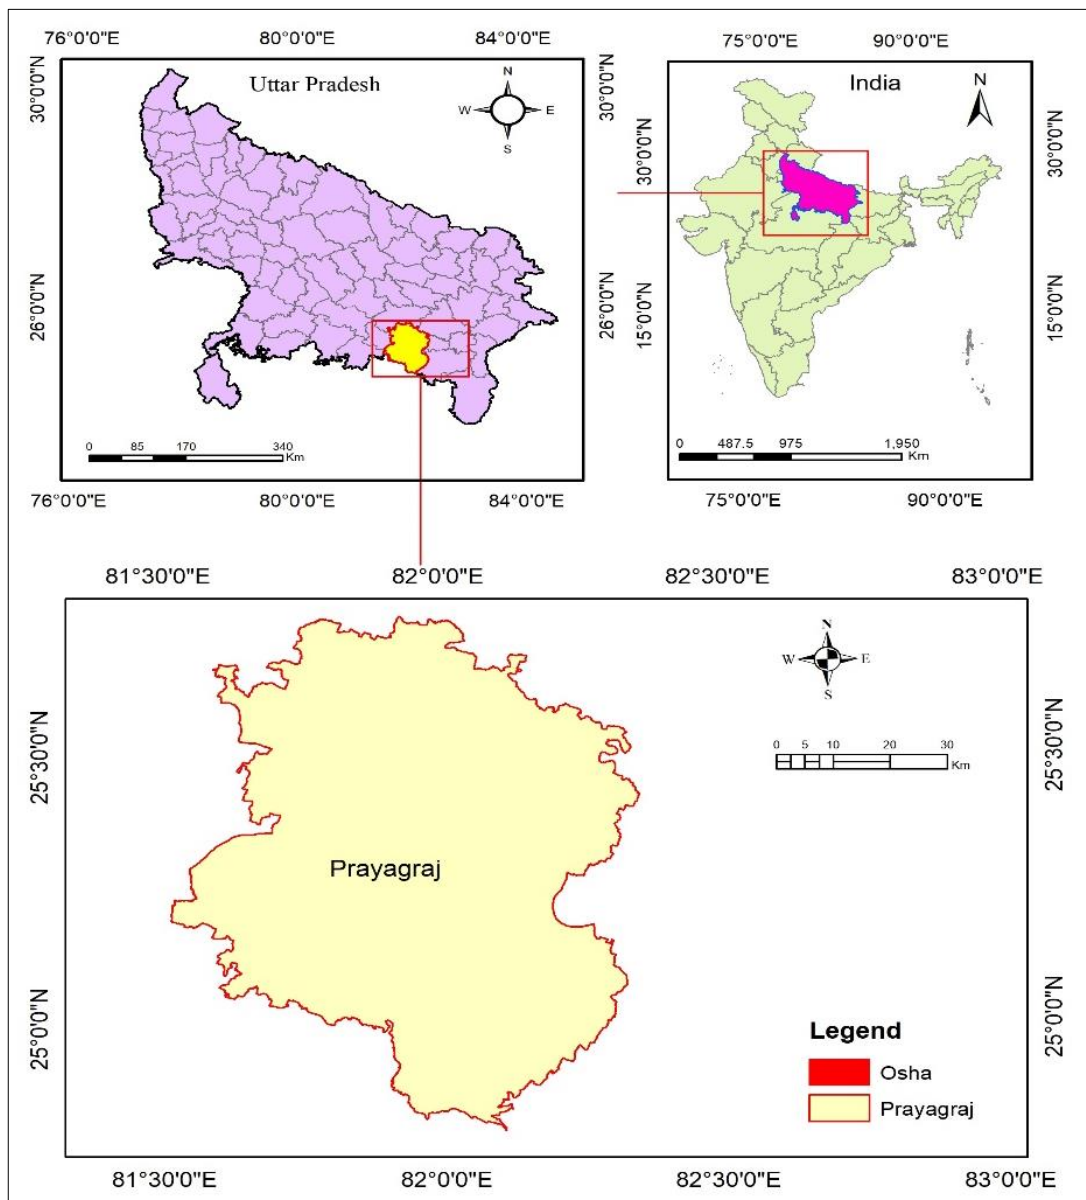 76°0'0"E 80°0'0"E 84°0'0"E
30°0'0"N
26°0'0"N
Uttar Pradesh
N
W E
S
0 85 170 340
Km
30°0'0"N
26°0'0"N
76°0'0"E 80°0'0"E 84°0'0"E
75°0'0"E 90°0'0"E
30°0'0"N
15°0'0"N
India
N
0 487.5 975 1,950
Km
30°0'0"N
15°0'0"N
75°0'0"E 90°0'0"E
81°30'0"E 82°0'0"E 82°30'0"E 83°0'0"E
25°30'0"N
25°0'0"N
N
W E
S
0 5 10 20 30
Km
Prayagraj
25°30'0"N
25°0'0"N
Legend
Osha
Prayagraj
81°30'0"E 82°0'0"E 82°30'0"E 83°0'0"E